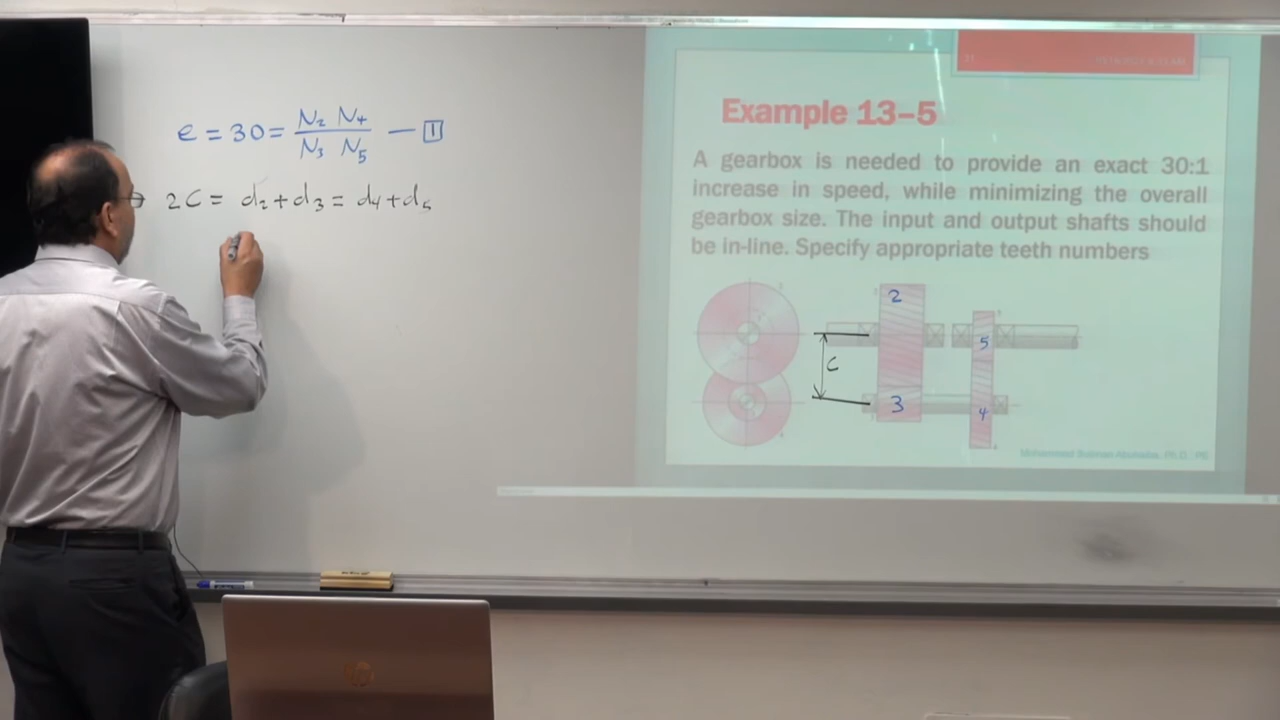 e = 30 = N₂ N₄ / N₃ N₅ — 1
2C = d₂ + d₃ = d₄ + d₅
21
Example 13-5
A gearbox is needed to provide an exact 30:1
increase in speed, while minimizing the overall
gearbox size. The input and output shafts should
be in-line. Specify appropriate teeth numbers
2
5
C
3
4